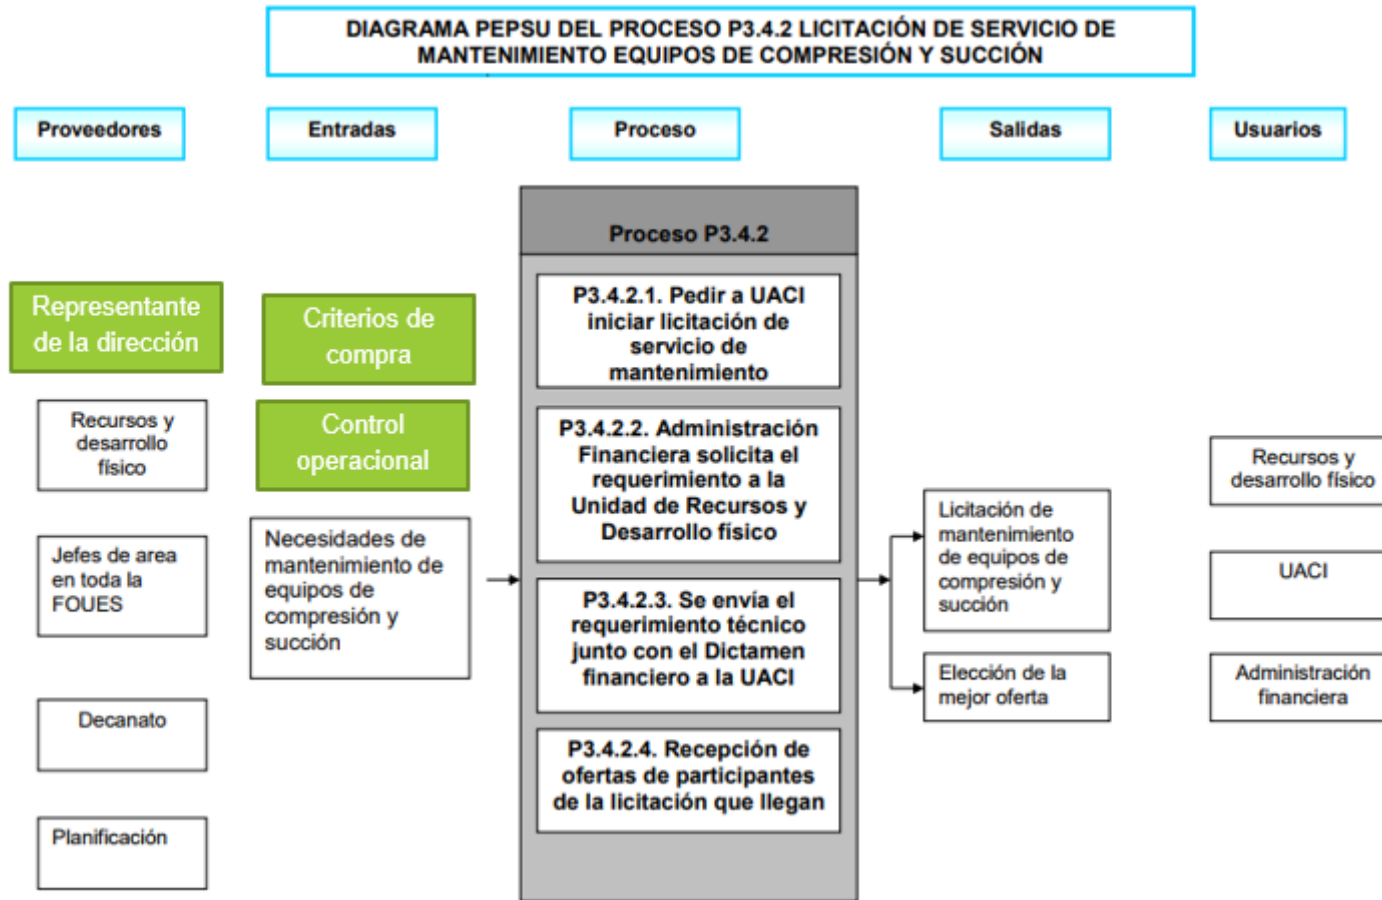 DIAGRAMA PEPSU DEL PROCESO P3.4.2 LICITACIÓN DE SERVICIO DE
MANTENIMIENTO EQUIPOS DE COMPRESIÓN Y SUCCIÓN
Proveedores
Entradas
Proceso
Salidas
Usuarios
Representante
de la dirección
Recursos y
desarrollo
físico
Jefes de area
en toda la
FOUES
Decanato
Planificación
Criterios de
compra
Control
operacional
Necesidades de
mantenimiento de
equipos de
compresión y
succión
Proceso P3.4.2
P3.4.2.1. Pedir a UACI
iniciar licitación de
servicio de
mantenimiento
P3.4.2.2. Administración
Financiera solicita el
requerimiento a la
Unidad de Recursos y
Desarrollo físico
P3.4.2.3. Se envía el
requerimiento técnico
junto con el Dictamen
financiero a la UACI
P3.4.2.4. Recepción de
ofertas de participantes
de la licitación que llegan
Licitación de
mantenimiento
de equipos de
compresión y
succión
Elección de la
mejor oferta
Recursos y
desarrollo físico
UACI
Administración
financiera